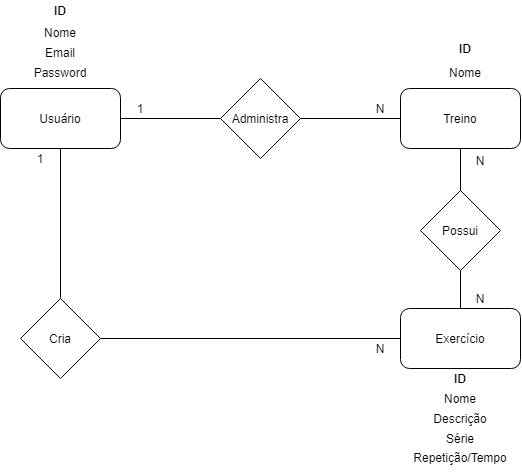 ID
Nome
Email
Password
Usuário
1
Administra
N
ID
Nome
Treino
1
N
Possui
N
Cria
N
Exercício
ID
Nome
Descrição
Série
Repetição/Tempo